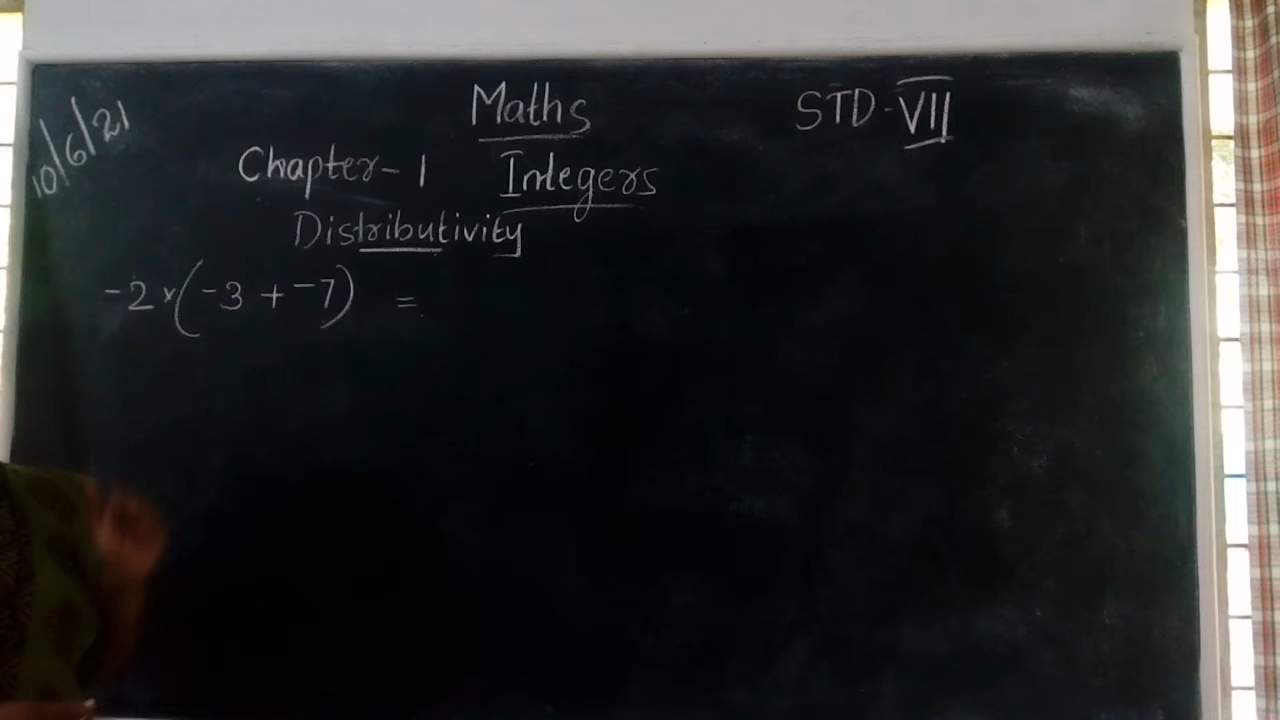 10/6/21
Maths STD-VII
Chapter-1 Integers
Distributivity
-2×(-3 + -7) =